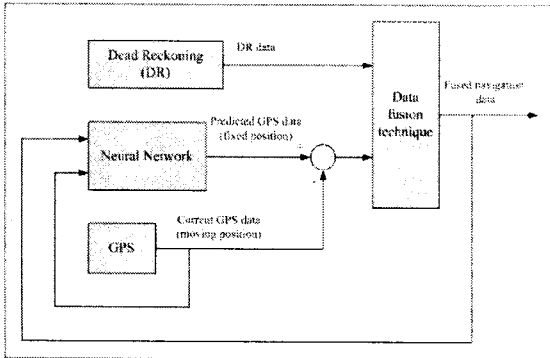 Dead Reckoning
(DR)
DR data
Data
fusion
technique
Fused navigation
data
Predicted GPS data
(fixed position)
Neural Network
Current GPS data
(moving position)
GPS